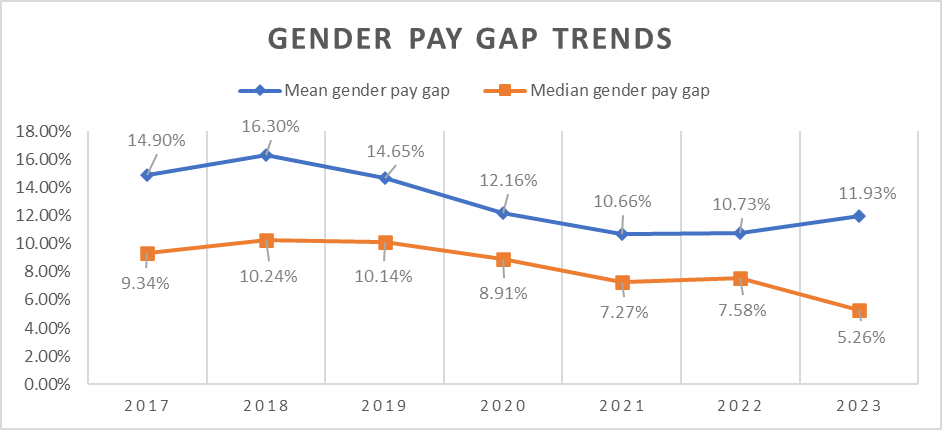 GENDER PAY GAP TRENDS
Mean gender pay gap Median gender pay gap
18.00%
16.00%
14.00%
12.00%
10.00%
8.00%
6.00%
4.00%
2.00%
0.00%
14.90% 16.30% 14.65% 12.16% 10.66% 10.73% 11.93%
9.34% 10.24% 10.14% 8.91% 7.27% 7.58% 5.26%
2017 2018 2019 2020 2021 2022 2023